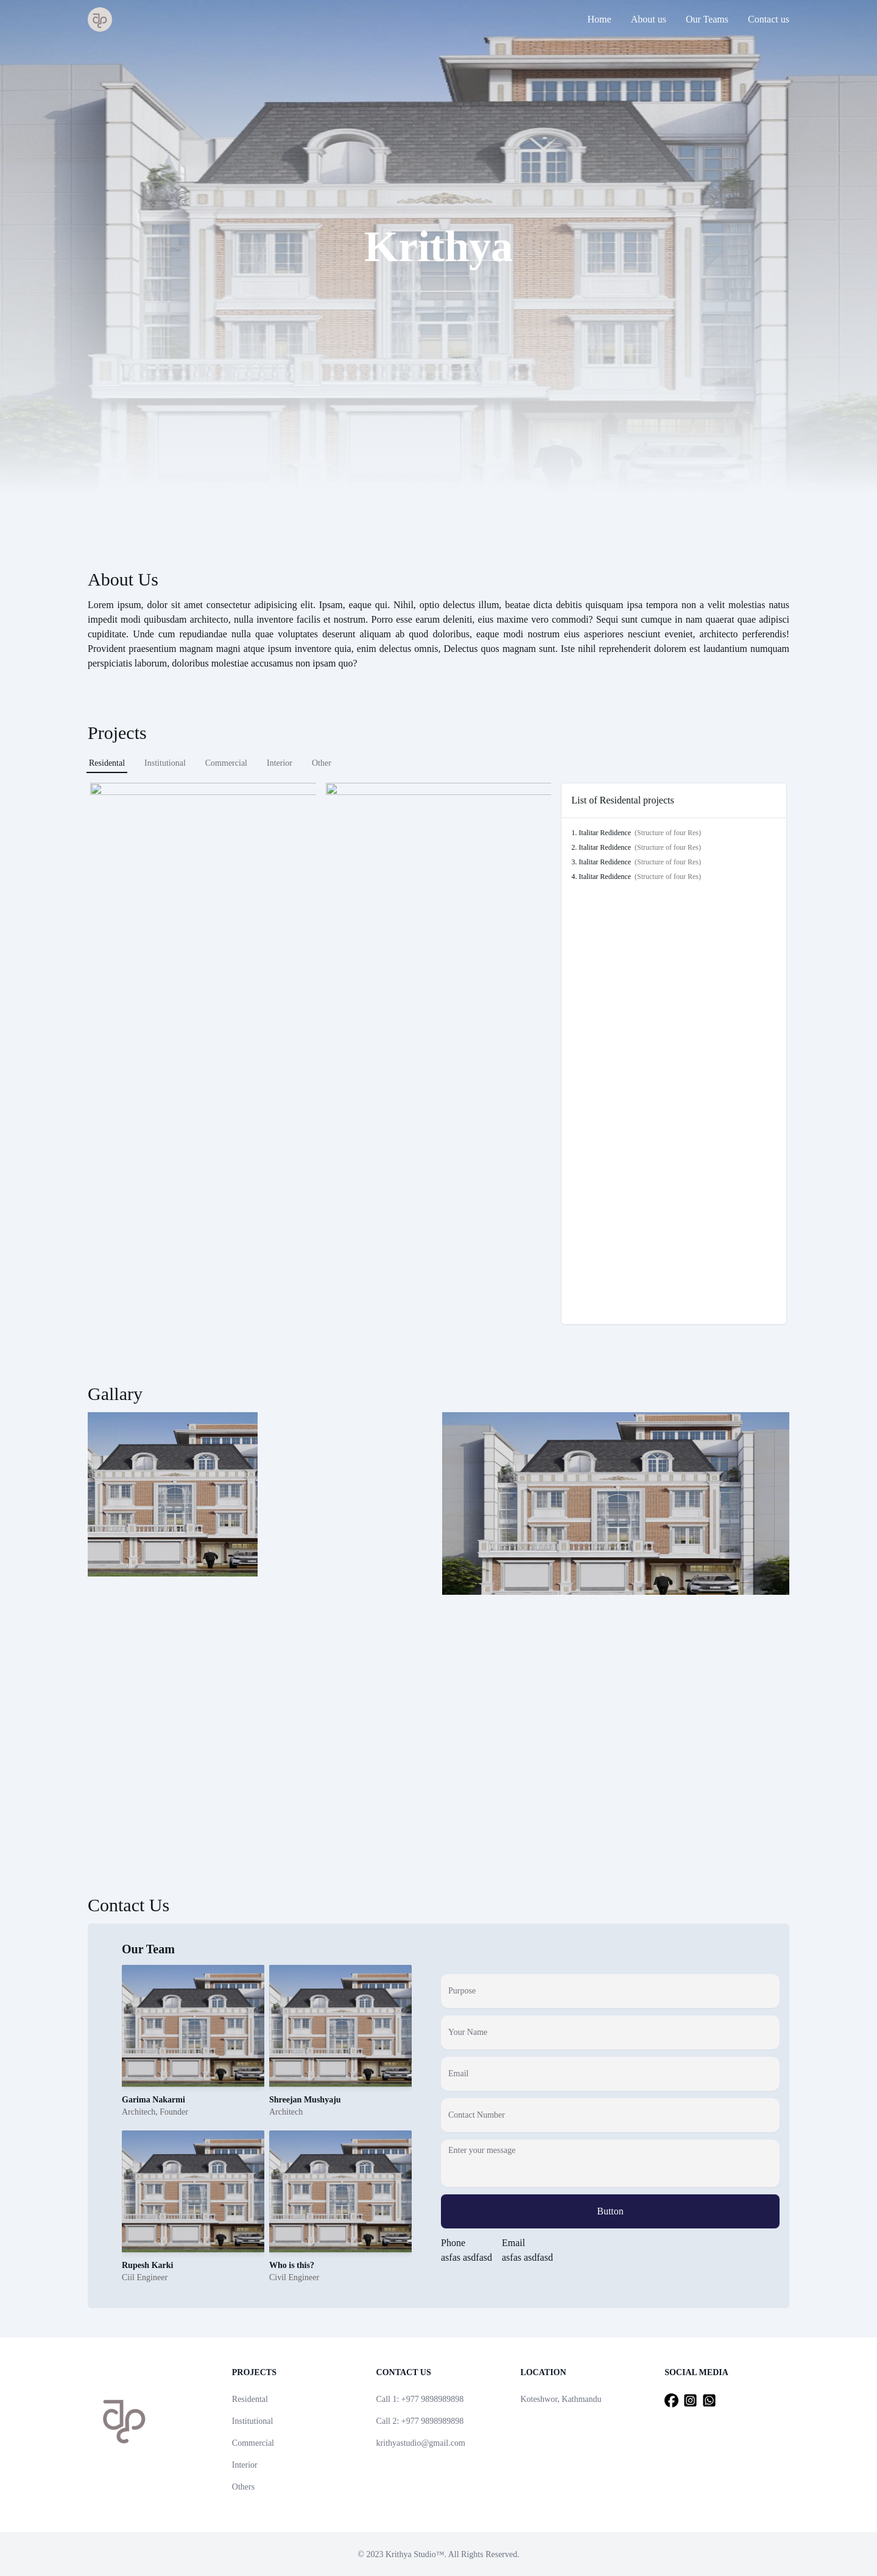 Home About us Our Teams Contact us
Krithya
About Us
Lorem ipsum, dolor sit amet consectetur adipisicing elit. Ipsam, eaque qui. Nihil, optio delectus illum, beatae dicta debitis quisquam ipsa tempora non a velit molestias natus
impedit modi quibusdam architecto, nulla inventore facilis et nostrum. Porro esse earum deleniti, eius maxime vero commodi? Sequi sunt cumque in nam quaerat quae adipisci
cupiditate. Unde cum repudiandae nulla quae voluptates deserunt aliquam ab quod doloribus, eaque modi nostrum eius asperiores nesciunt eveniet, architecto perferendis!
Provident praesentium magnam magni atque ipsum inventore quia, enim delectus omnis, Delectus quos magnam sunt. Iste nihil reprehenderit dolorem est laudantium numquam
perspiciatis laborum, doloribus molestiae accusamus non ipsam quo?
Projects
Residental Institutional Commercial Interior Other
List of Residental projects
1. Italitar Redidence (Structure of four Res)
2. Italitar Redidence (Structure of four Res)
3. Italitar Redidence (Structure of four Res)
4. Italitar Redidence (Structure of four Res)
Gallary
Contact Us
Our Team
Garima Nakarmi
Architech, Founder
Shreejan Mushyaju
Architech
Rupesh Karki
Ciil Engineer
Who is this?
Civil Engineer
Purpose
Your Name
Email
Contact Number
Enter your message
Button
Phone
asfas asdfasd
Email
asfas asdfasd
PROJECTS
Residental
Institutional
Commercial
Interior
Others
CONTACT US
Call 1: +977 9898989898
Call 2: +977 9898989898
krithyastudio@gmail.com
LOCATION
Koteshwor, Kathmandu
SOCIAL MEDIA
© 2023 Krithya Studio™. All Rights Reserved.